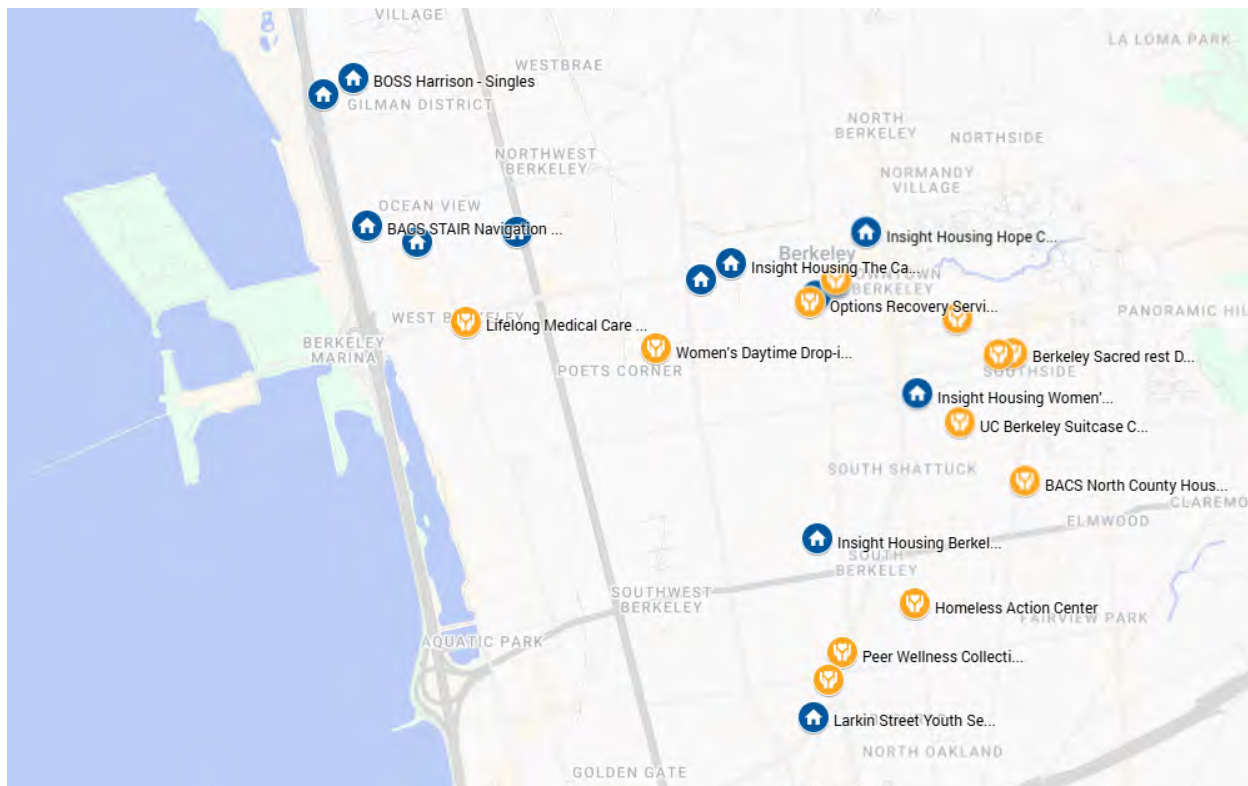 VILLAGE
LA LOMA PARK
WESTBRAE
BOSS Harrison - Singles
GILMAN DISTRICT
NORTH
BERKELEY
NORTHSIDE
NORTHWEST
BERKELEY
NORMANDY
VILLAGE
OCEAN VIEW
BACS STAIR Navigation ...
Insight Housing Hope C...
Berkeley
Insight Housing The Ca...
DOWNTOWN
BERKELEY
Options Recovery Servi...
PANORAMIC HIL
WEST BERKELEY
Lifelong Medical Care ...
BERKELEY
MARINA
Women's Daytime Drop-i...
Berkeley Sacred rest D...
POETS CORNER
SOUTHSIDE
Insight Housing Women'...
UC Berkeley Suitcase C...
SOUTH SHATTUCK
BACS North County Hous...
CLAREMO
ELMWOOD
Insight Housing Berkel...
SOUTH
BERKELEY
SOUTHWEST
BERKELEY
Homeless Action Center
FAIRVIEW PARK
AQUATIC PARK
Peer Wellness Collecti...
Larkin Street Youth Se...
NORTH OAKLAND
GOLDEN GATE